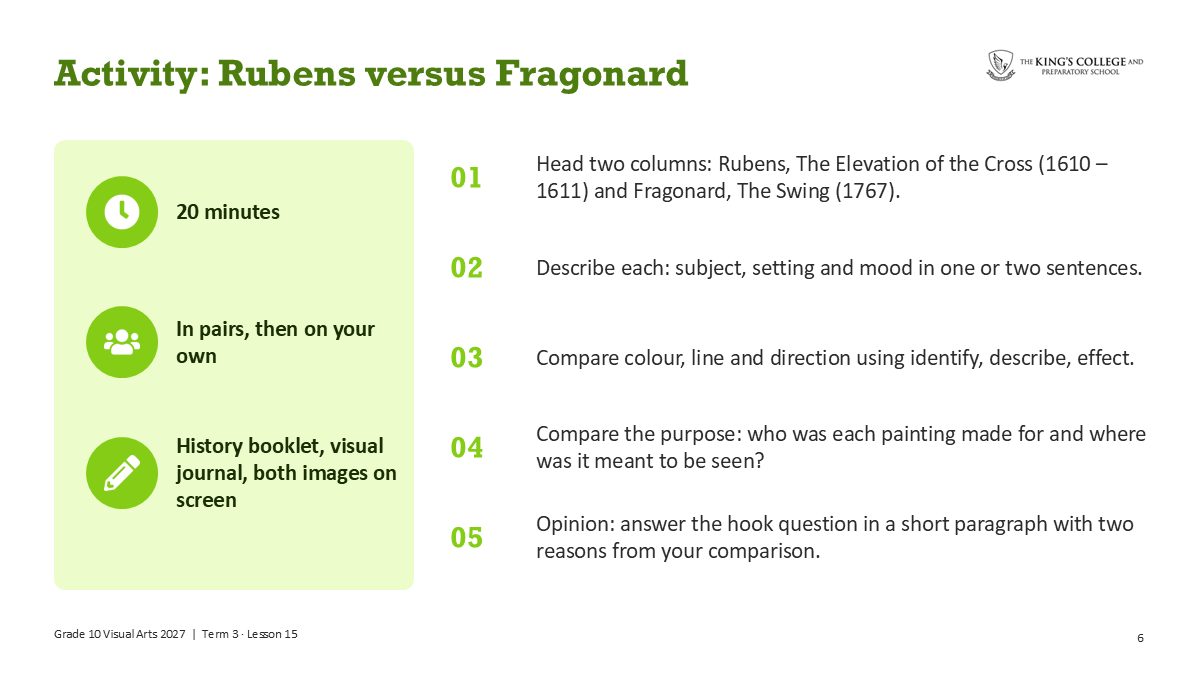 Activity: Rubens versus Fragonard
THE KING'S COLLEGE AND
PREPARATORY SCHOOL
20 minutes
In pairs, then on your
own
History booklet, visual
journal, both images on
screen
01
Head two columns: Rubens, The Elevation of the Cross (1610 –
1611) and Fragonard, The Swing (1767).
02
Describe each: subject, setting and mood in one or two sentences.
03
Compare colour, line and direction using identify, describe, effect.
04
Compare the purpose: who was each painting made for and where
was it meant to be seen?
05
Opinion: answer the hook question in a short paragraph with two
reasons from your comparison.
Grade 10 Visual Arts 2027 | Term 3 · Lesson 15
6